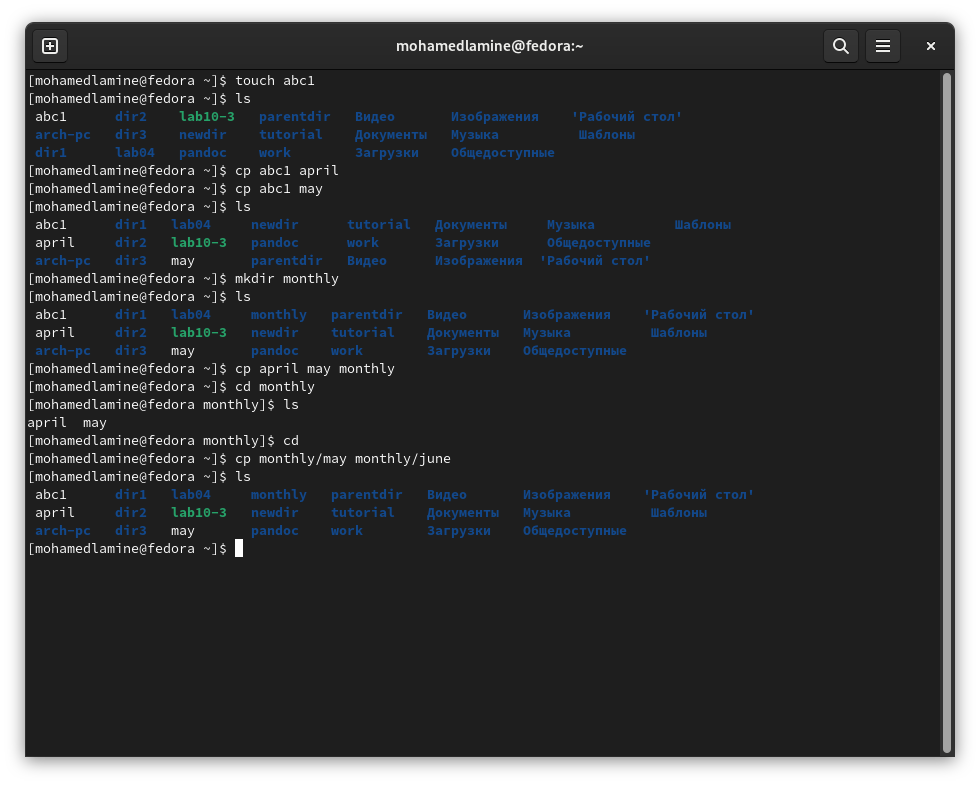 mohamedlamine@fedora:~
[mohamedlamine@fedora ~]$ touch abc1
[mohamedlamine@fedora ~]$ ls
abc1 dir2 lab10-3 parentdir Видео Изображения 'Рабочий стол'
arch-pc dir3 newdir tutorial Документы Музыка Шаблоны
dir1 lab04 pandoc work Загрузки Общедоступные
[mohamedlamine@fedora ~]$ cp abc1 april
[mohamedlamine@fedora ~]$ cp abc1 may
[mohamedlamine@fedora ~]$ ls
abc1 dir1 lab04 newdir tutorial Документы Музыка Шаблоны
april dir2 lab10-3 pandoc work Загрузки Общедоступные
arch-pc dir3 may parentdir Видео Изображения 'Рабочий стол'
[mohamedlamine@fedora ~]$ mkdir monthly
[mohamedlamine@fedora ~]$ ls
abc1 dir1 lab04 monthly parentdir Видео Изображения 'Рабочий стол'
april dir2 lab10-3 newdir tutorial Документы Музыка Шаблоны
arch-pc dir3 may pandoc work Загрузки Общедоступные
[mohamedlamine@fedora ~]$ cp april may monthly
[mohamedlamine@fedora ~]$ cd monthly
[mohamedlamine@fedora monthly]$ ls
april may
[mohamedlamine@fedora monthly]$ cd
[mohamedlamine@fedora ~]$ cp monthly/may monthly/june
[mohamedlamine@fedora ~]$ ls
abc1 dir1 lab04 monthly parentdir Видео Изображения 'Рабочий стол'
april dir2 lab10-3 newdir tutorial Документы Музыка Шаблоны
arch-pc dir3 may pandoc work Загрузки Общедоступные
[mohamedlamine@fedora ~]$